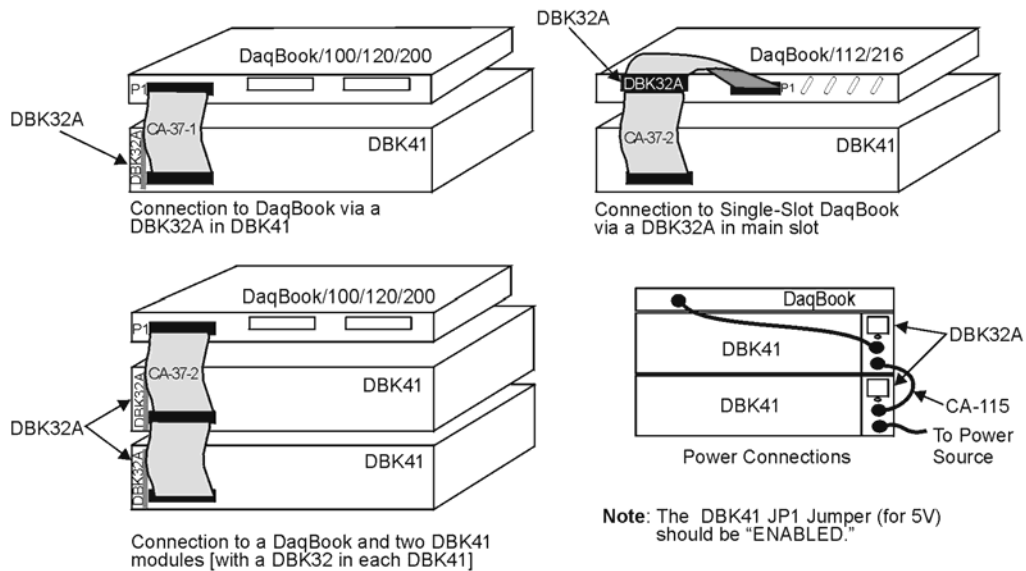 DBK32A
DaqBook/100/120/200
P1
CA-37-1
DBK32A
DBK32A
DBK41
Connection to DaqBook via a
DBK32A in DBK41
DaqBook/112/216
DBK32A
P1
CA-37-2
DBK41
Connection to Single-Slot DaqBook
via a DBK32A in main slot
DaqBook/100/120/200
P1
CA-37-2
DBK32A
DBK41
DBK32A
DBK32A
DBK41
Connection to a DaqBook and two DBK41
modules [with a DBK32 in each DBK41]
DaqBook
DBK41
DBK32A
DBK41
CA-115
To Power
Source
Power Connections
Note: The DBK41 JP1 Jumper (for 5V)
should be “ENABLED.”